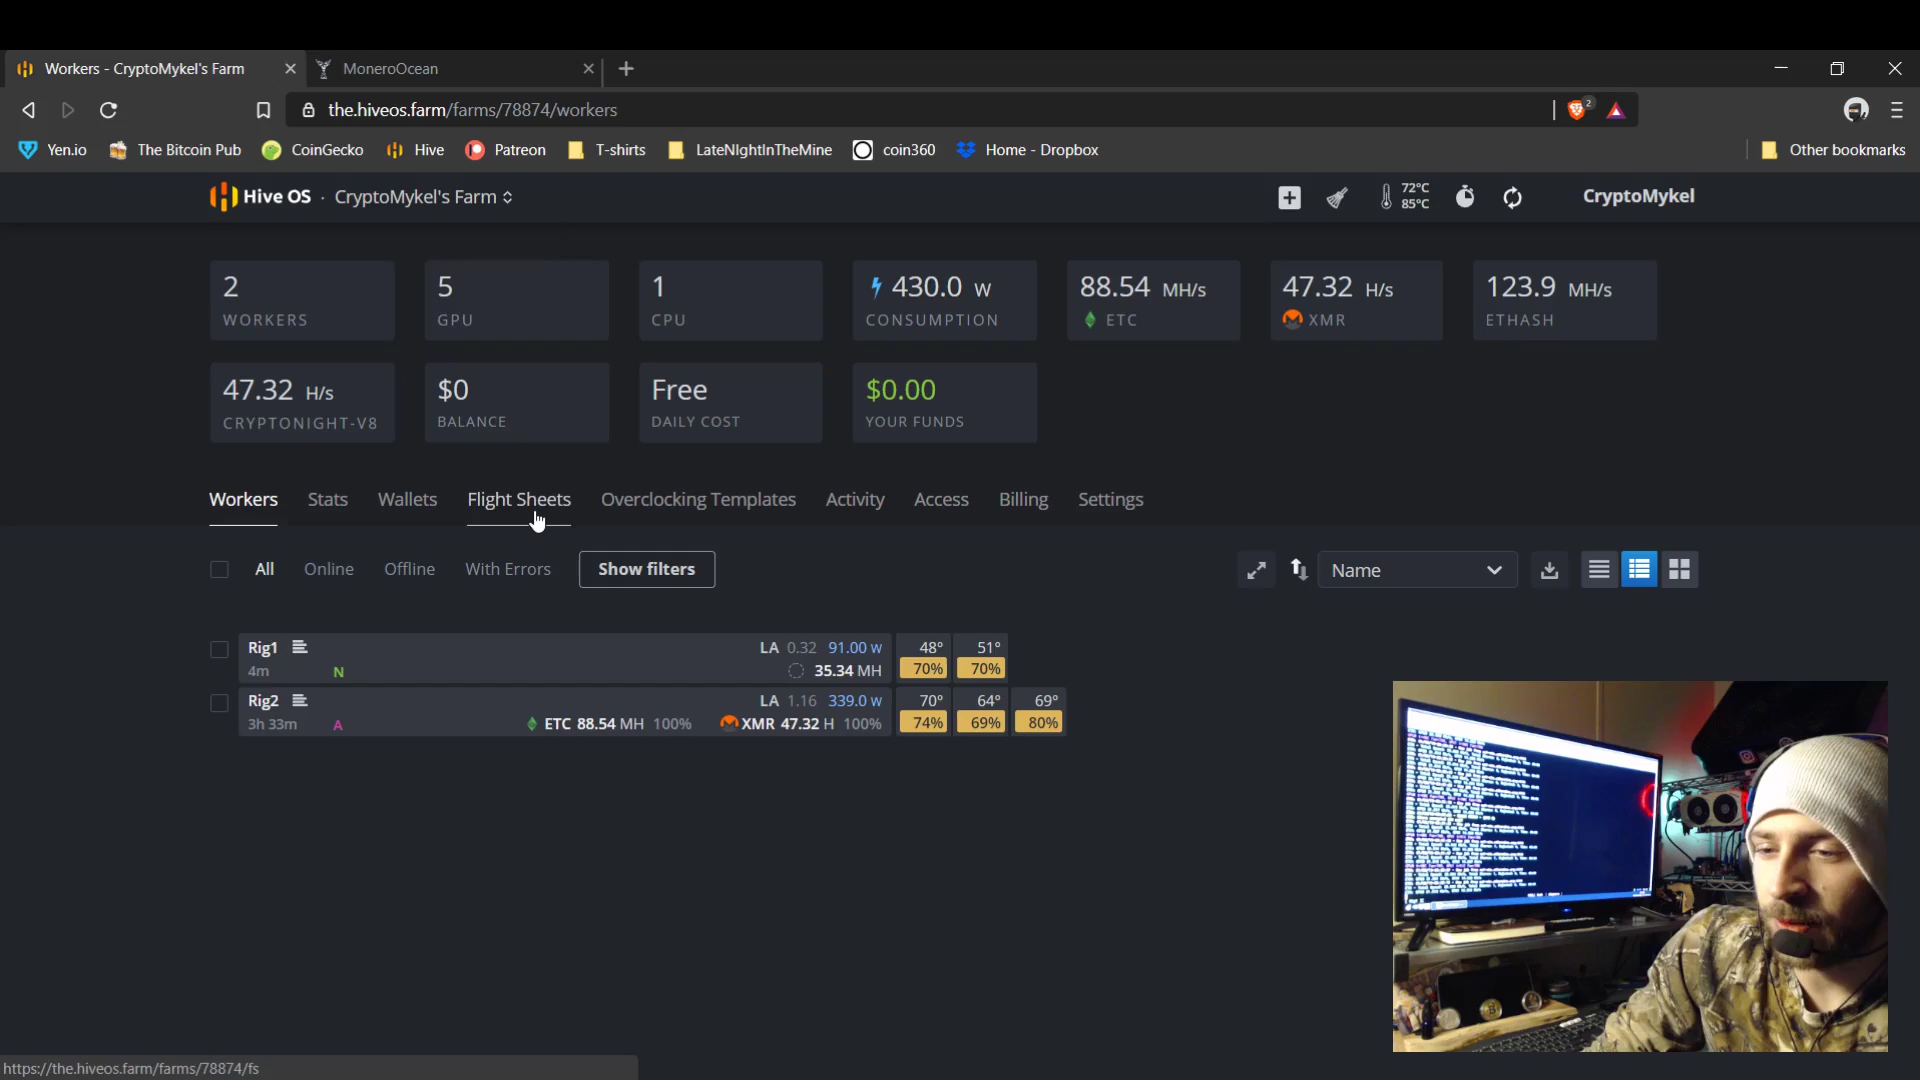 Workers - CryptoMykel's Farm
MoneroOcean
the.hiveos.farm/farms/78874/workers
2
Yen.io
The Bitcoin Pub
CoinGecko
Hive
Patreon
T-shirts
LateNIghtInTheMine
coin360
Home - Dropbox
Other bookmarks
Hive OS · CryptoMykel's Farm
72°C
85°C
CryptoMykel
2
WORKERS
5
GPU
1
CPU
430.0 W
CONSUMPTION
88.54 MH/s
ETC
47.32 H/s
XMR
123.9 MH/s
ETHASH
47.32 H/s
CRYPTONIGHT-V8
$0
BALANCE
Free
DAILY COST
$0.00
YOUR FUNDS
Workers Stats Wallets Flight Sheets Overclocking Templates Activity Access Billing Settings
All Online Offline With Errors Show filters Name
Rig1 LA 0.32 91.00 w 48° 51°
4m N 35.34 MH 70% 70%
Rig2 LA 1.16 339.0 w 70° 64° 69°
3h 33m A ETC 88.54 MH 100% XMR 47.32 H 100% 74% 69% 80%
https://the.hiveos.farm/farms/78874/fs